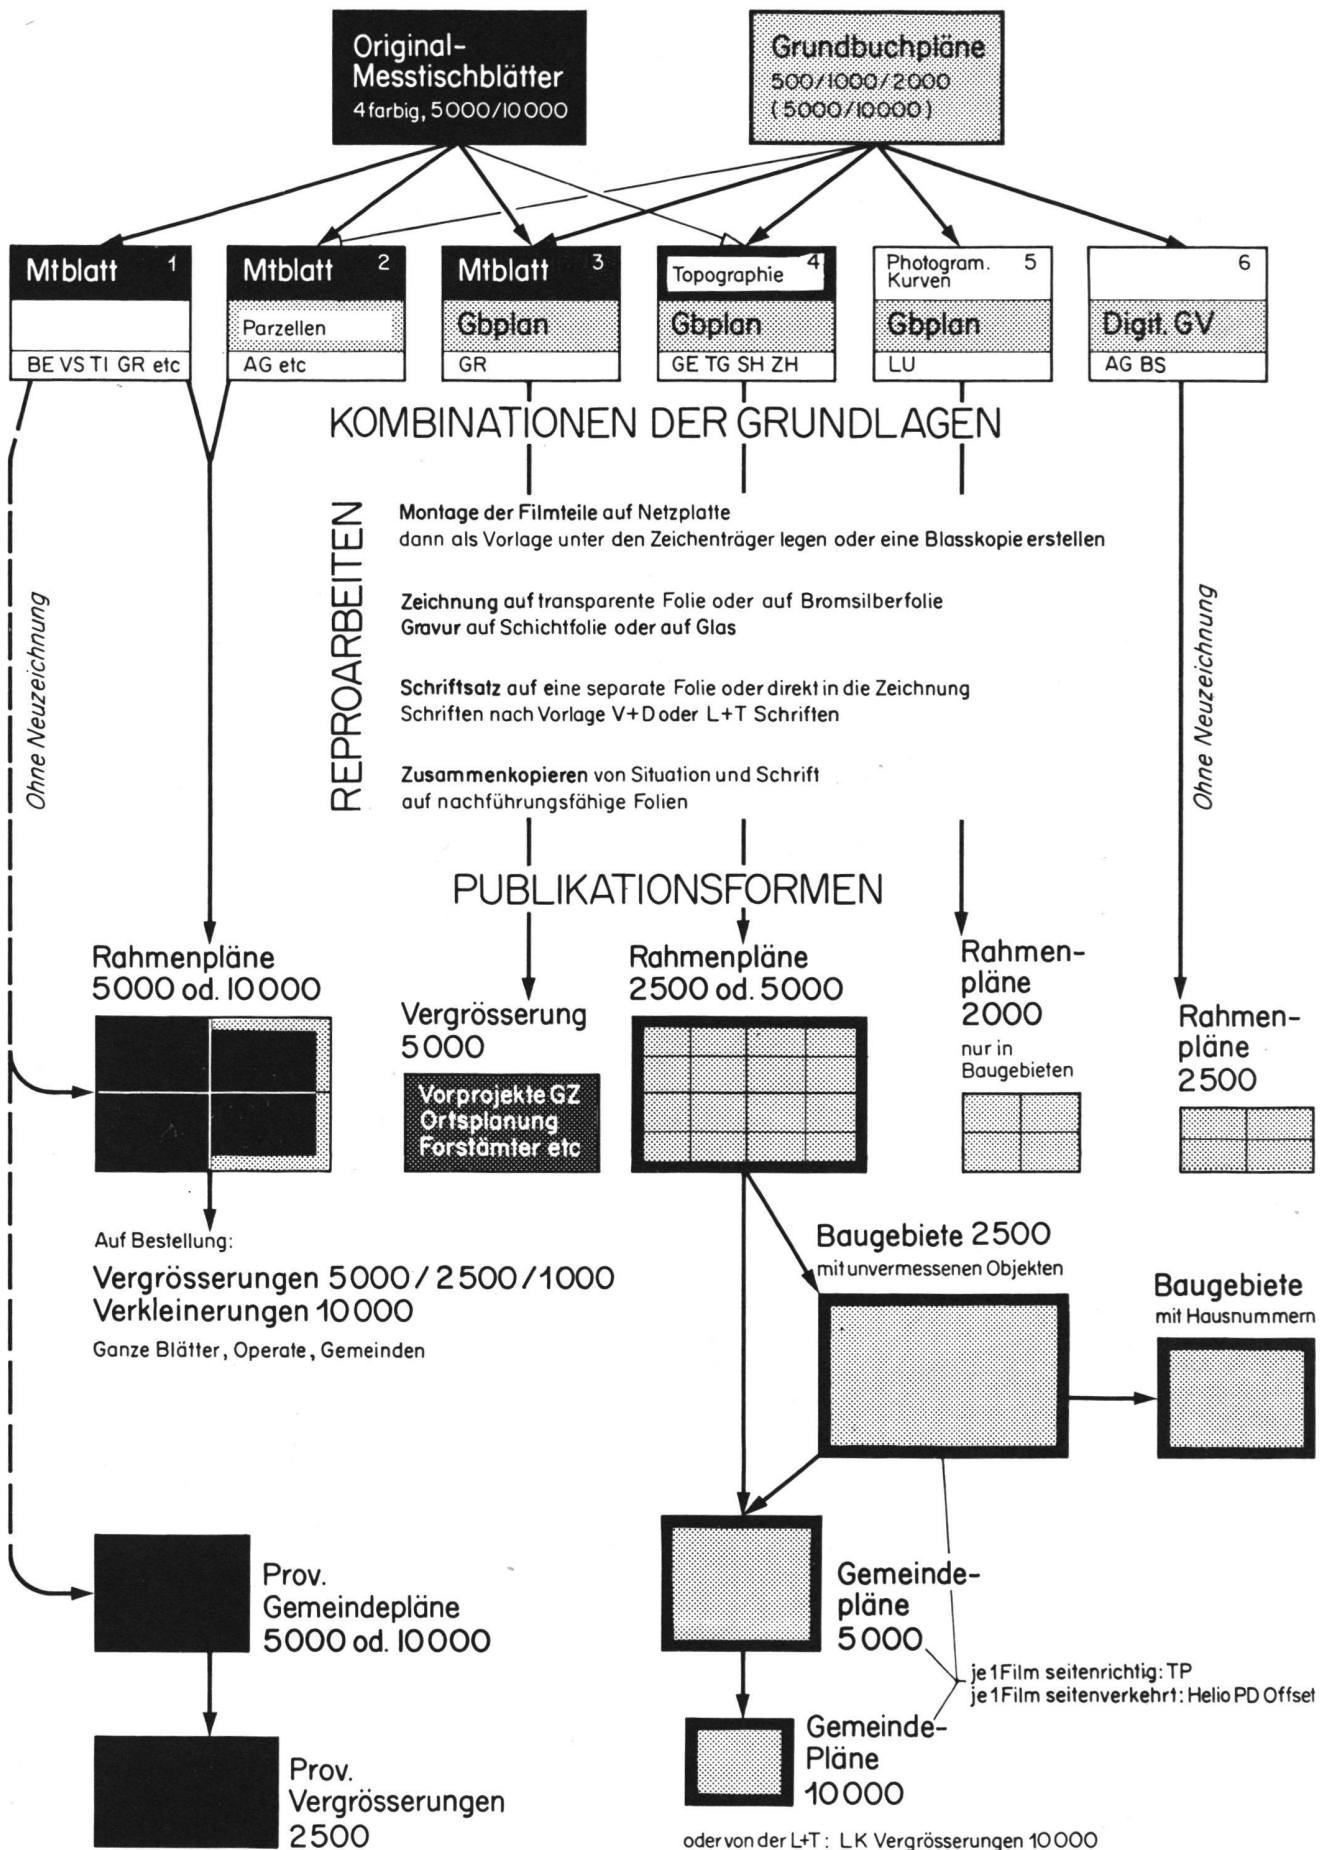 Original-
Messtischblätter
4farbig, 5000/10000
Grundbuchpläne
500/1000/2000
(5000/10000)
Mtblatt 1
BE VS TI GR etc
Mtblatt 2
Parzellen
AG etc
Mtblatt 3
Gbplan
GR
Topographie 4
Gbplan
GE TG SH ZH
Photogram. 5
Kurven
Gbplan
LU
6
Digit. GV
AG BS
KOMBINATIONEN DER GRUNDLAGEN
Ohne Neuzeichnung
REPROARBEITEN
Montage der Filmteile auf Netzplatte
dann als Vorlage unter den Zeichenträger legen oder eine Blasskopie erstellen
Zeichnung auf transparente Folie oder auf Bromsilberfolie
Gravur auf Schichtfolie oder auf Glas
Schriftsatz auf eine separate Folie oder direkt in die Zeichnung
Schriften nach Vorlage V+D oder L+T Schriften
Zusammenkopieren von Situation und Schrift
auf nachführungsfähige Folien
Ohne Neuzeichnung
PUBLIKATIONSFORMEN
Rahmenpläne
5000 od. 10000
Vergrösserung
5000
Vorprojekte GZ
Ortsplanung
Forstämter etc
Rahmenpläne
2500 od. 5000
Rahmen-
pläne
2000
nur in
Baugebieten
Rahmen-
pläne
2500
Auf Bestellung:
Vergrösserungen 5000/2500/1000
Verkleinerungen 10000
Ganze Blätter, Operate, Gemeinden
Baugebiete 2500
mit unvermessenen Objekten
Baugebiete
mit Hausnummern
Prov.
Gemeindepläne
5000 od. 10000
Gemeinde-
pläne
5000
je 1 Film seitenrichtig: TP
je 1 Film seitenverkehrt: Helio PD Offset
Gemeinde-
Pläne
10000
Prov.
Vergrösserungen
2500
oder von der L+T: LK Vergrösserungen 10000